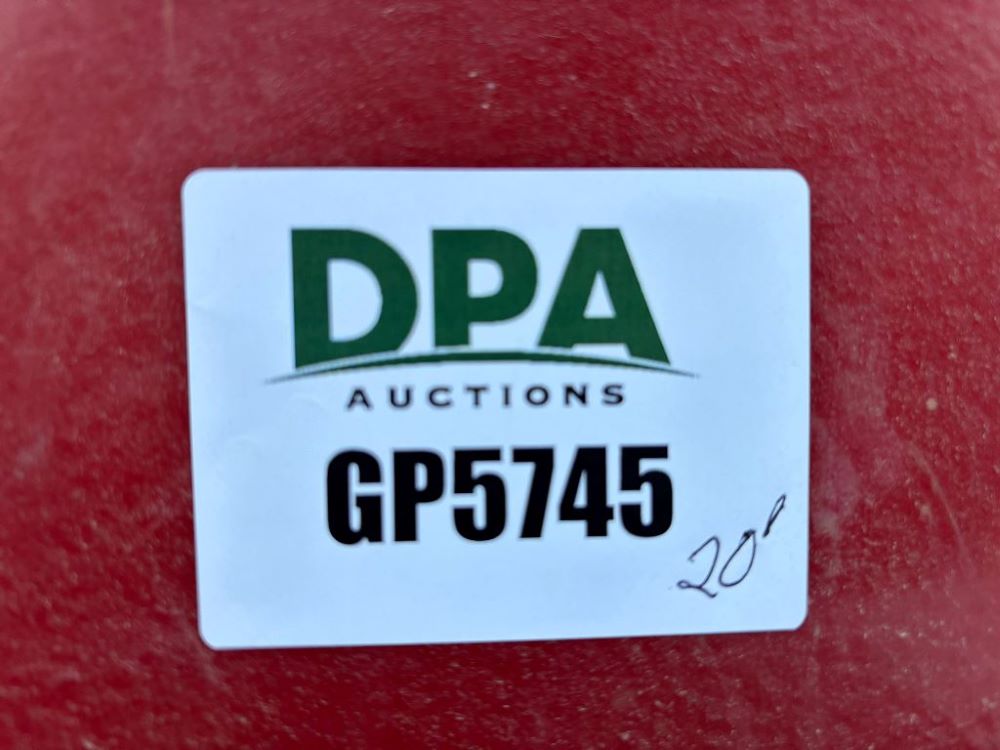 DPA
AUCTIONS
GP5745
20'